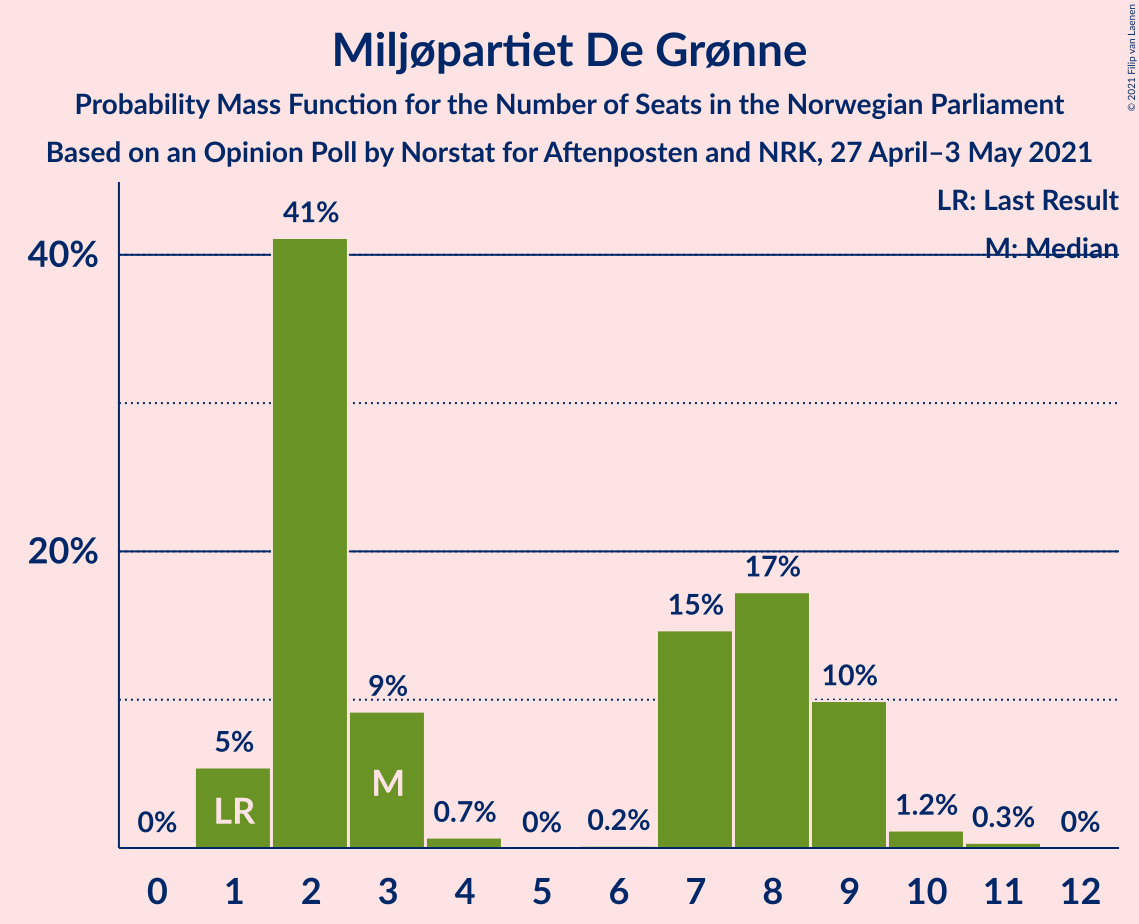 Miljøpartiet De Grønne
Probability Mass Function for the Number of Seats in the Norwegian Parliament
Based on an Opinion Poll by Norstat for Aftenposten and NRK, 27 April–3 May 2021
© 2021 Filip van Laenen
LR: Last Result
M: Median
40%
20%
0%
5%
41%
9%
0.7%
0%
0.2%
15%
17%
10%
1.2%
0.3%
0%
LR
M
0 1 2 3 4 5 6 7 8 9 10 11 12